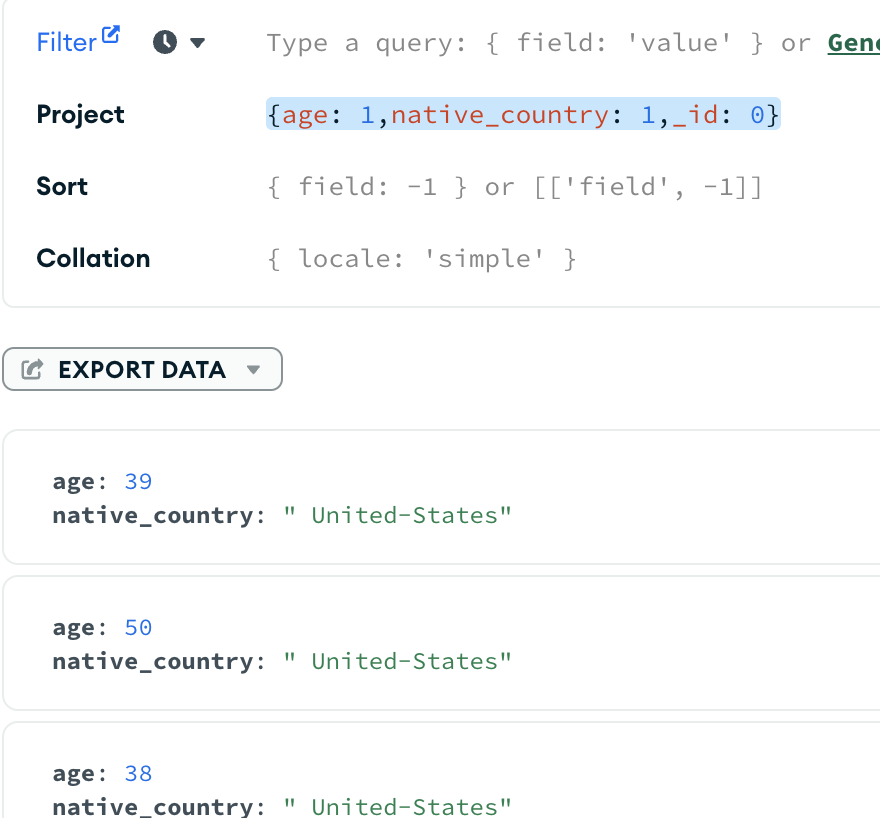 Filter Type a query: { field: 'value' } or Gene
Project {age: 1,native_country: 1,_id: 0}
Sort { field: -1 } or [['field', -1]]
Collation { locale: 'simple' }
EXPORT DATA
age: 39
native_country: " United-States"
age: 50
native_country: " United-States"
age: 38
native_country: " United-States"